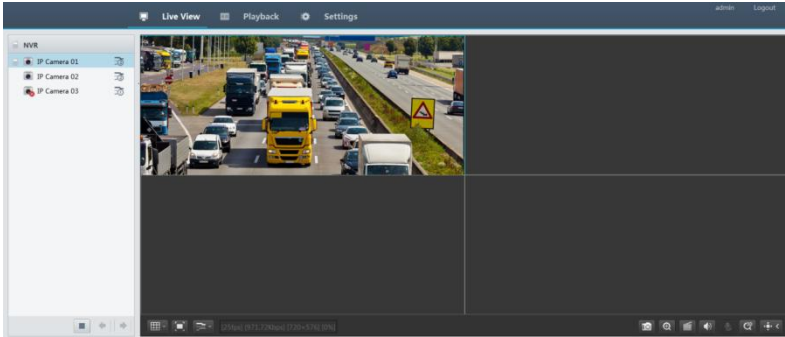 admin Logout
Live View Playback Settings
NVR
IP Camera 01
IP Camera 02
IP Camera 03